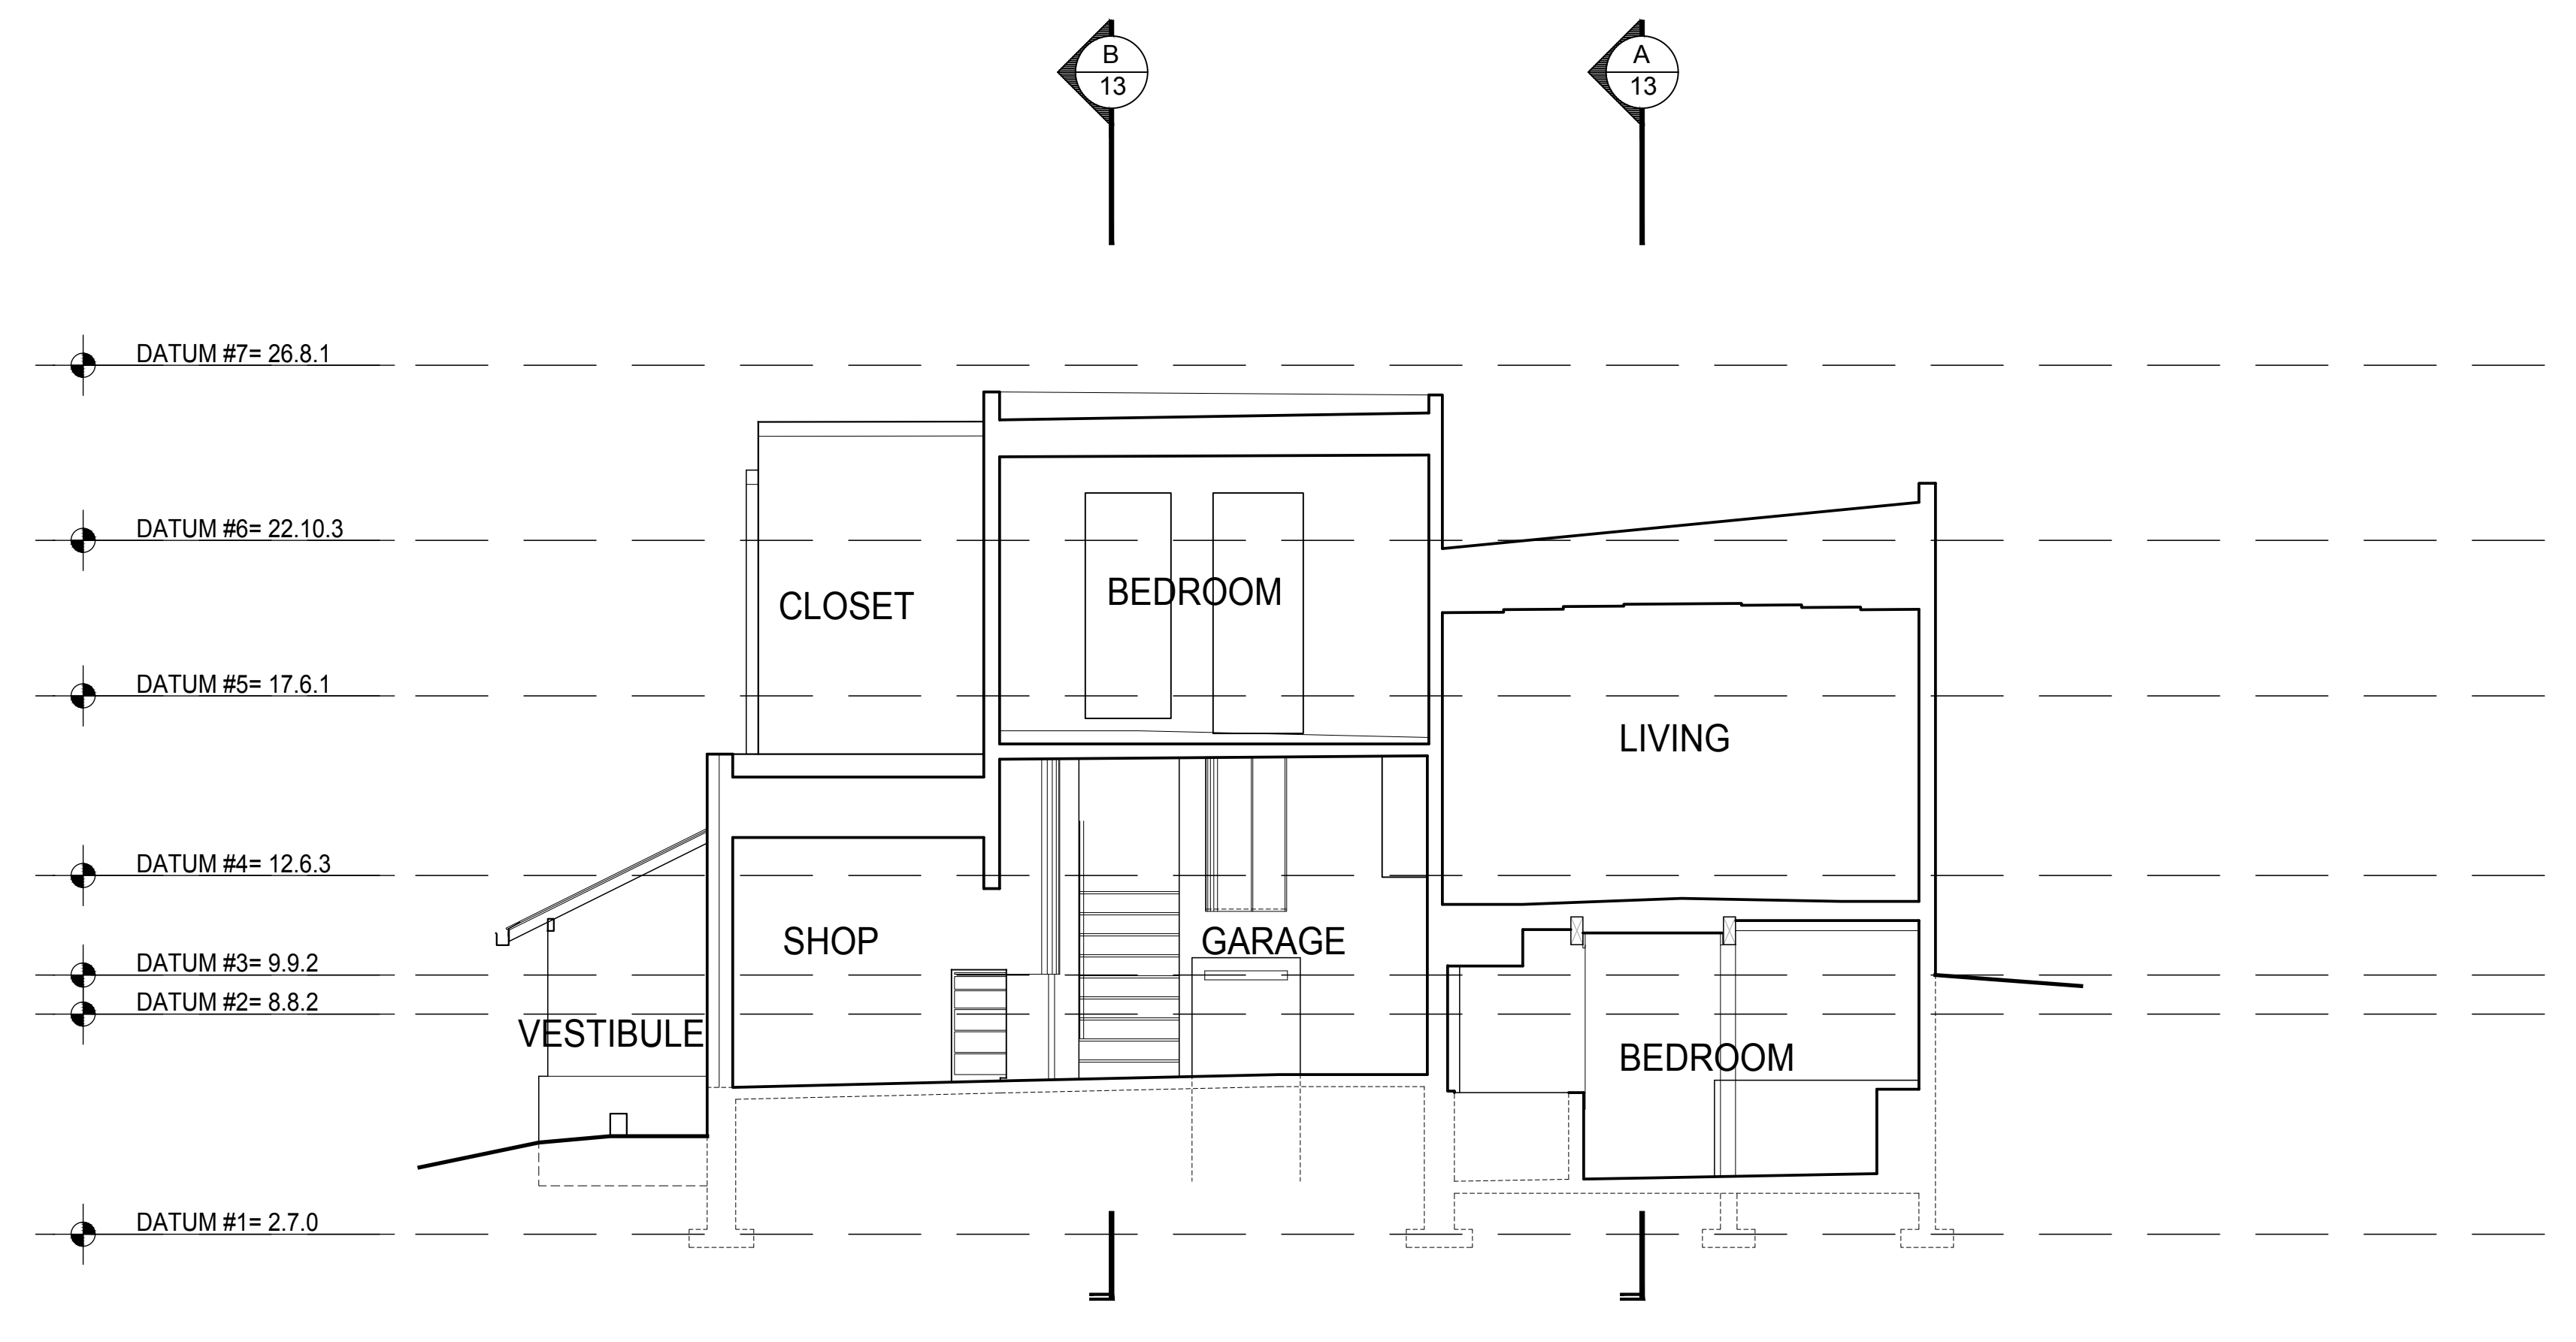 B
13
A
13
DATUM #7= 26.8.1
DATUM #6= 22.10.3
CLOSET
BEDROOM
DATUM #5= 17.6.1
LIVING
DATUM #4= 12.6.3
SHOP
GARAGE
DATUM #3= 9.9.2
DATUM #2= 8.8.2
VESTIBULE
BEDROOM
DATUM #1= 2.7.0